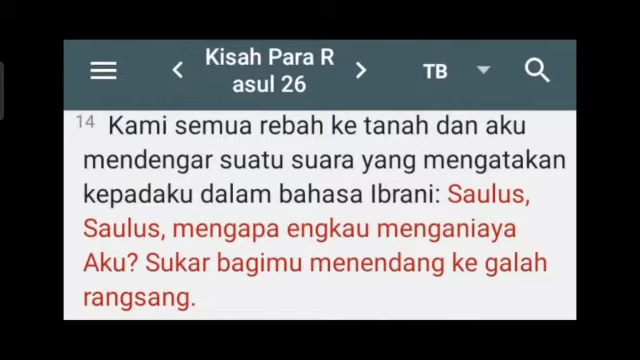 Kisah Para R
asul 26
TB
14 Kami semua rebah ke tanah dan aku
mendengar suatu suara yang mengatakan
kepadaku dalam bahasa Ibrani: Saulus,
Saulus, mengapa engkau menganiaya
Aku? Sukar bagimu menendang ke galah
rangsang.